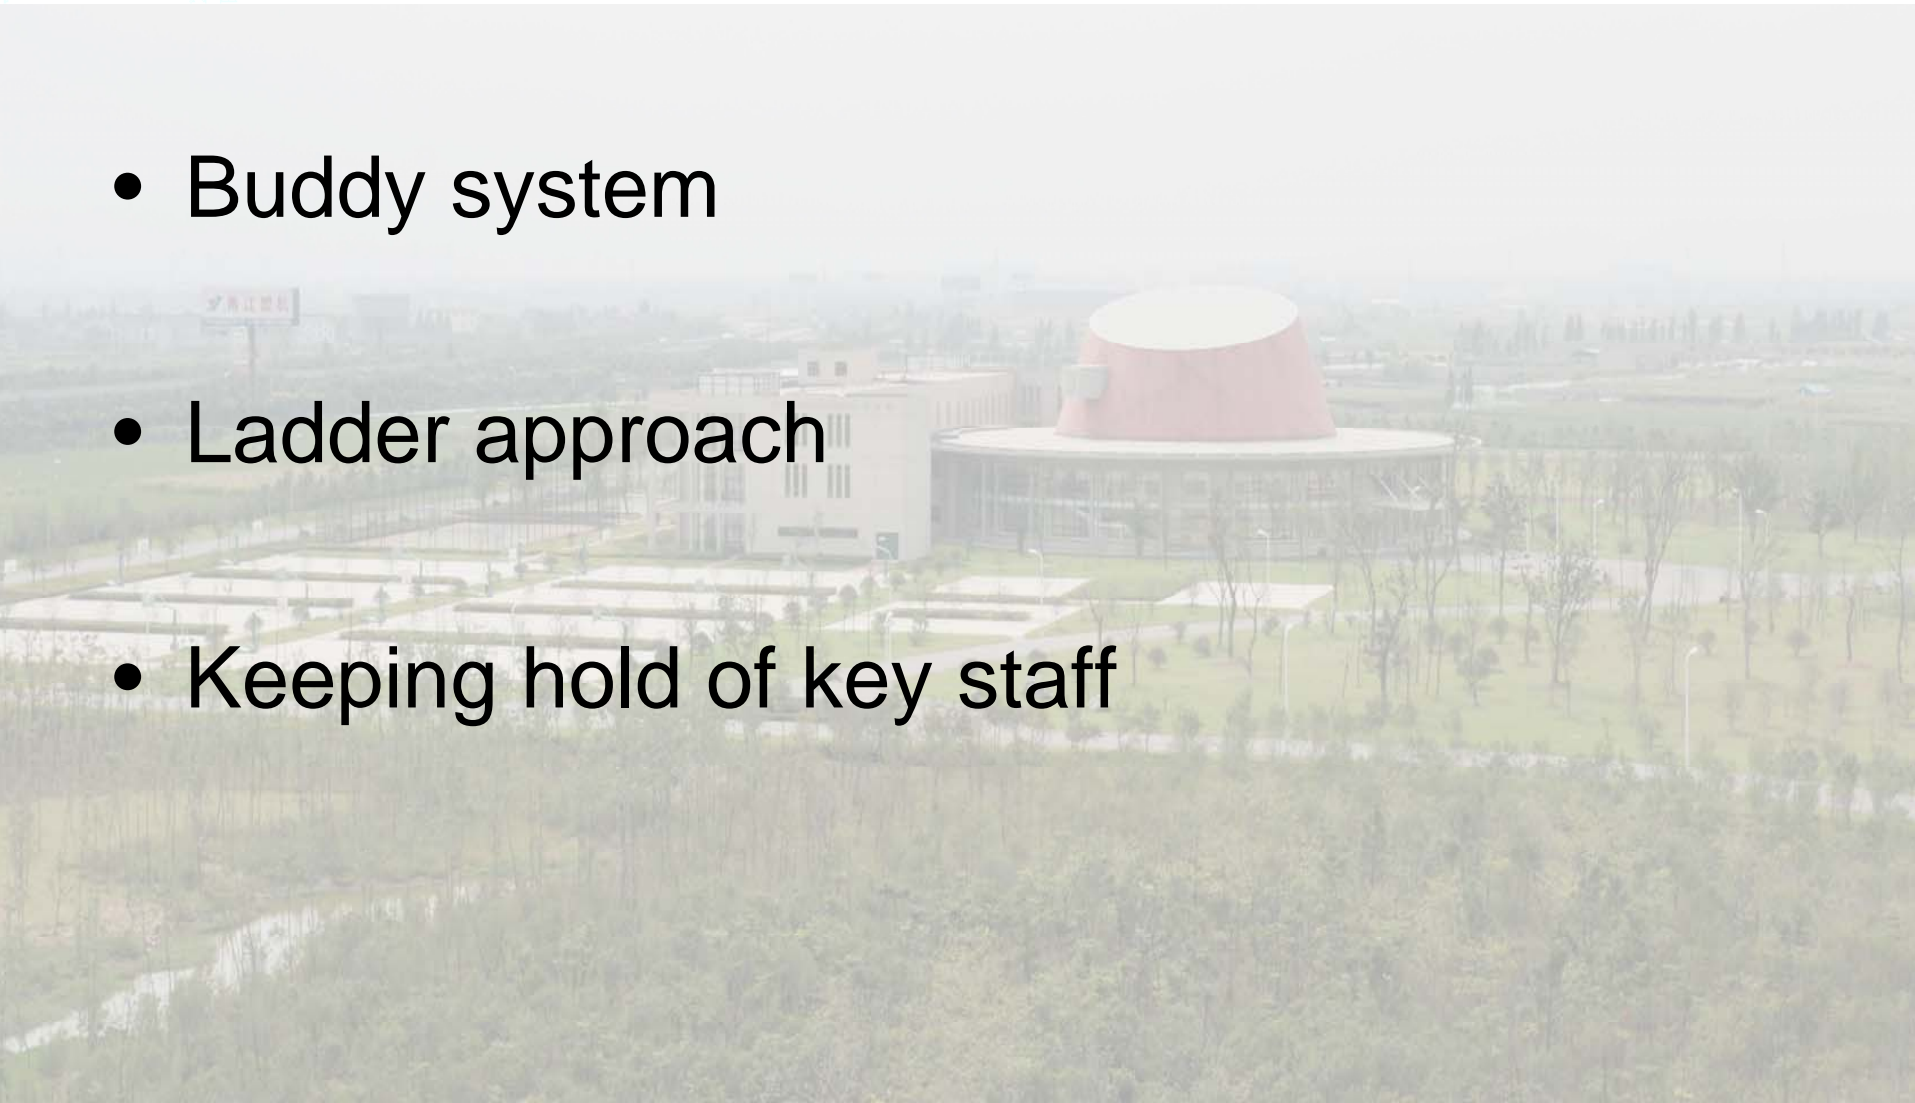 • Buddy system
• Ladder approach
• Keeping hold of key staff